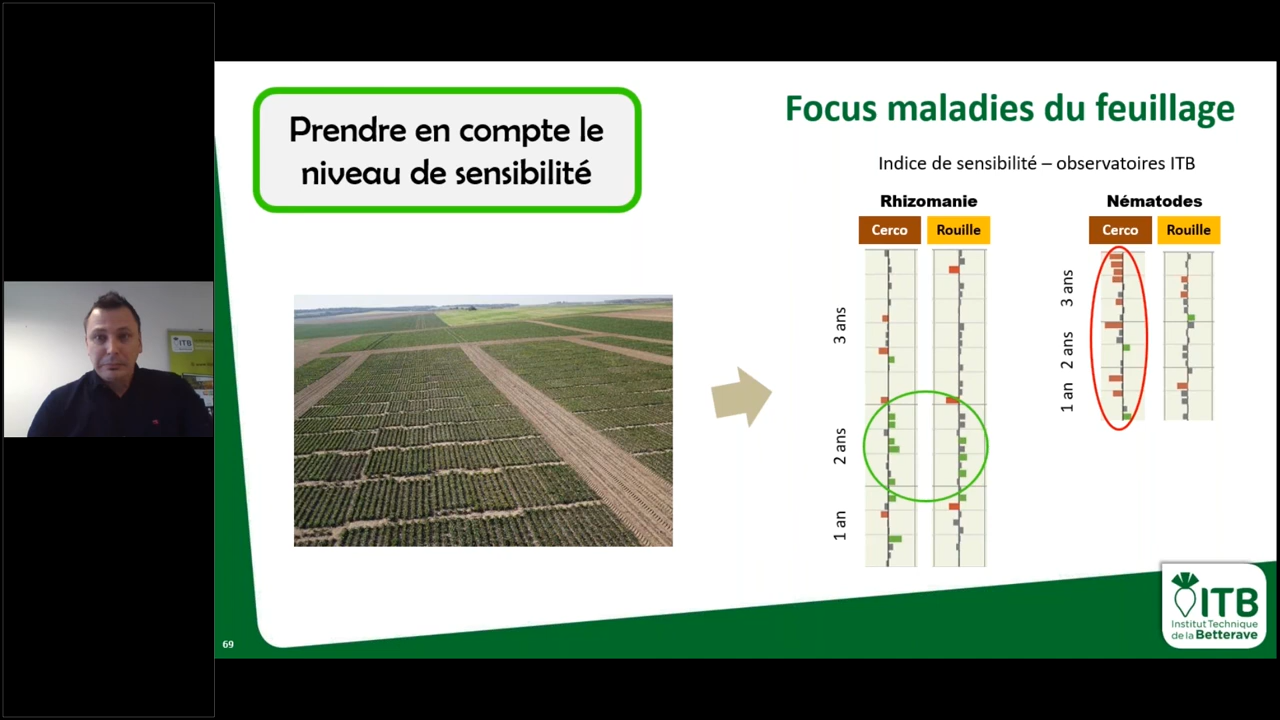 Prendre en compte le
niveau de sensibilité
Focus maladies du feuillage
Indice de sensibilité – observatoires ITB
Rhizomanie
Cerco
Rouille
3 ans
2 ans
1 an
Nématodes
Cerco
Rouille
3 ans
2 ans
1 an
ITB
69
ITB
Institut Technique
de la Betterave